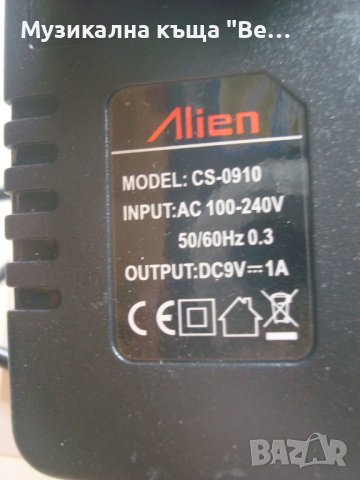 Музикална къща "Ве...
Alien
MODEL: CS-0910
INPUT:AC 100-240V
50/60Hz 0.3
OUTPUT:DC9V⎓1A
CE
BAZAR